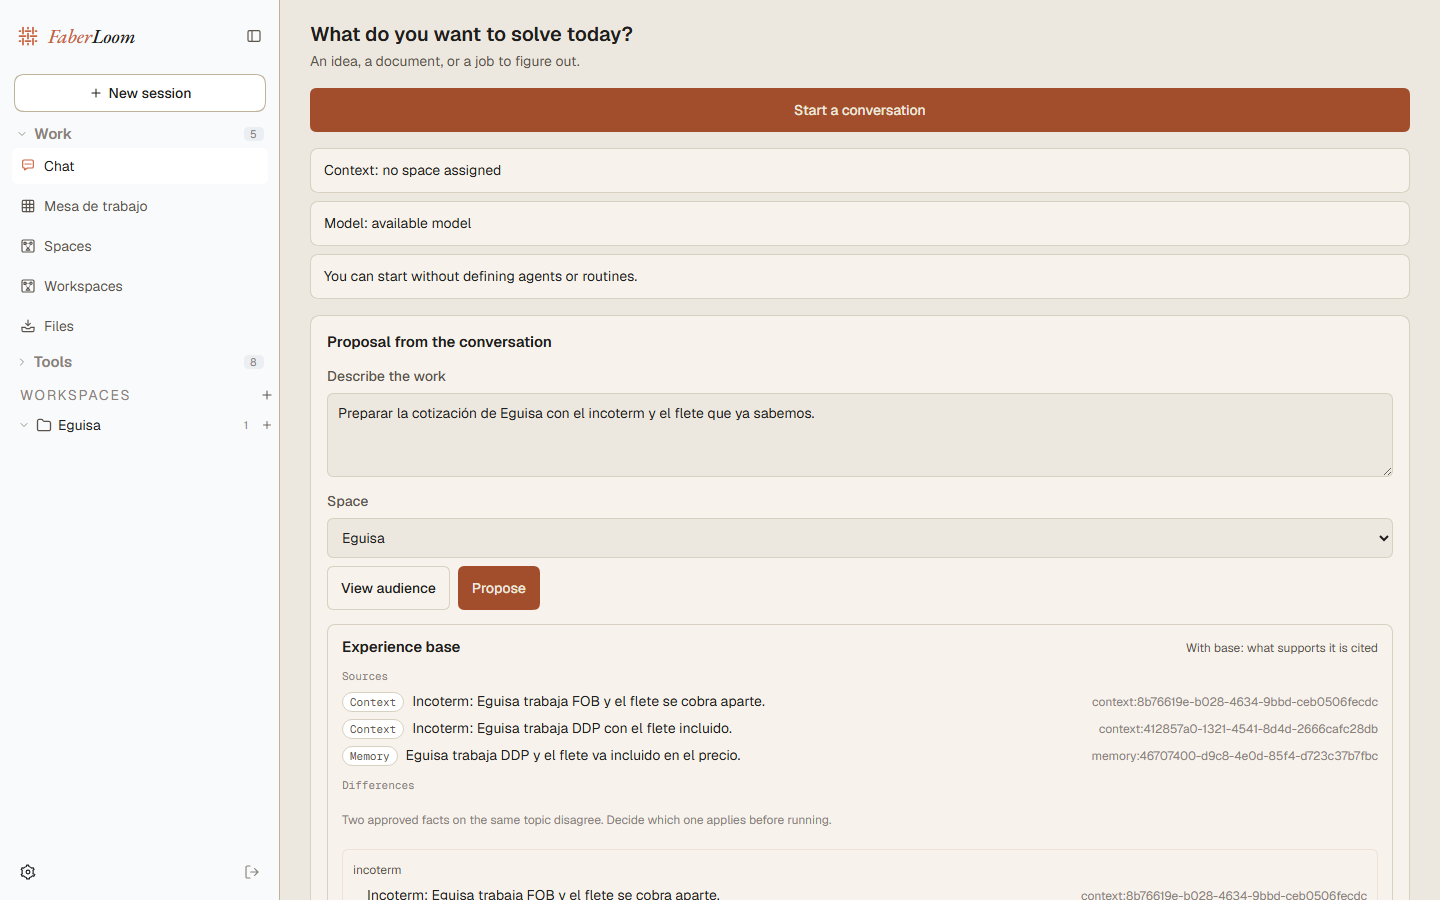 FaberLoom
+ New session
Work 5
Chat
Mesa de trabajo
Spaces
Workspaces
Files
Tools 8
WORKSPACES +
Eguisa 1 +
What do you want to solve today?
An idea, a document, or a job to figure out.
Start a conversation
Context: no space assigned
Model: available model
You can start without defining agents or routines.
Proposal from the conversation
Describe the work
Preparar la cotización de Eguisa con el incoterm y el flete que ya sabemos.
Space
Eguisa
View audience Propose
Experience base With base: what supports it is cited
Sources
Context Incoterm: Eguisa trabaja FOB y el flete se cobra aparte. context:8b76619e-b028-4634-9bbd-ceb0506fecdc
Context Incoterm: Eguisa trabaja DDP con el flete incluido. context:412857a0-1321-4541-8d4d-2666cafc28db
Memory Eguisa trabaja DDP y el flete va incluido en el precio. memory:46707400-d9c8-4e0d-85f4-d723c37b7fbc
Differences
Two approved facts on the same topic disagree. Decide which one applies before running.
incoterm
Incoterm: Eguisa trabaja FOB y el flete se cobra aparte. context:8b76619e-b028-4634-9bbd-ceb0506fecdc